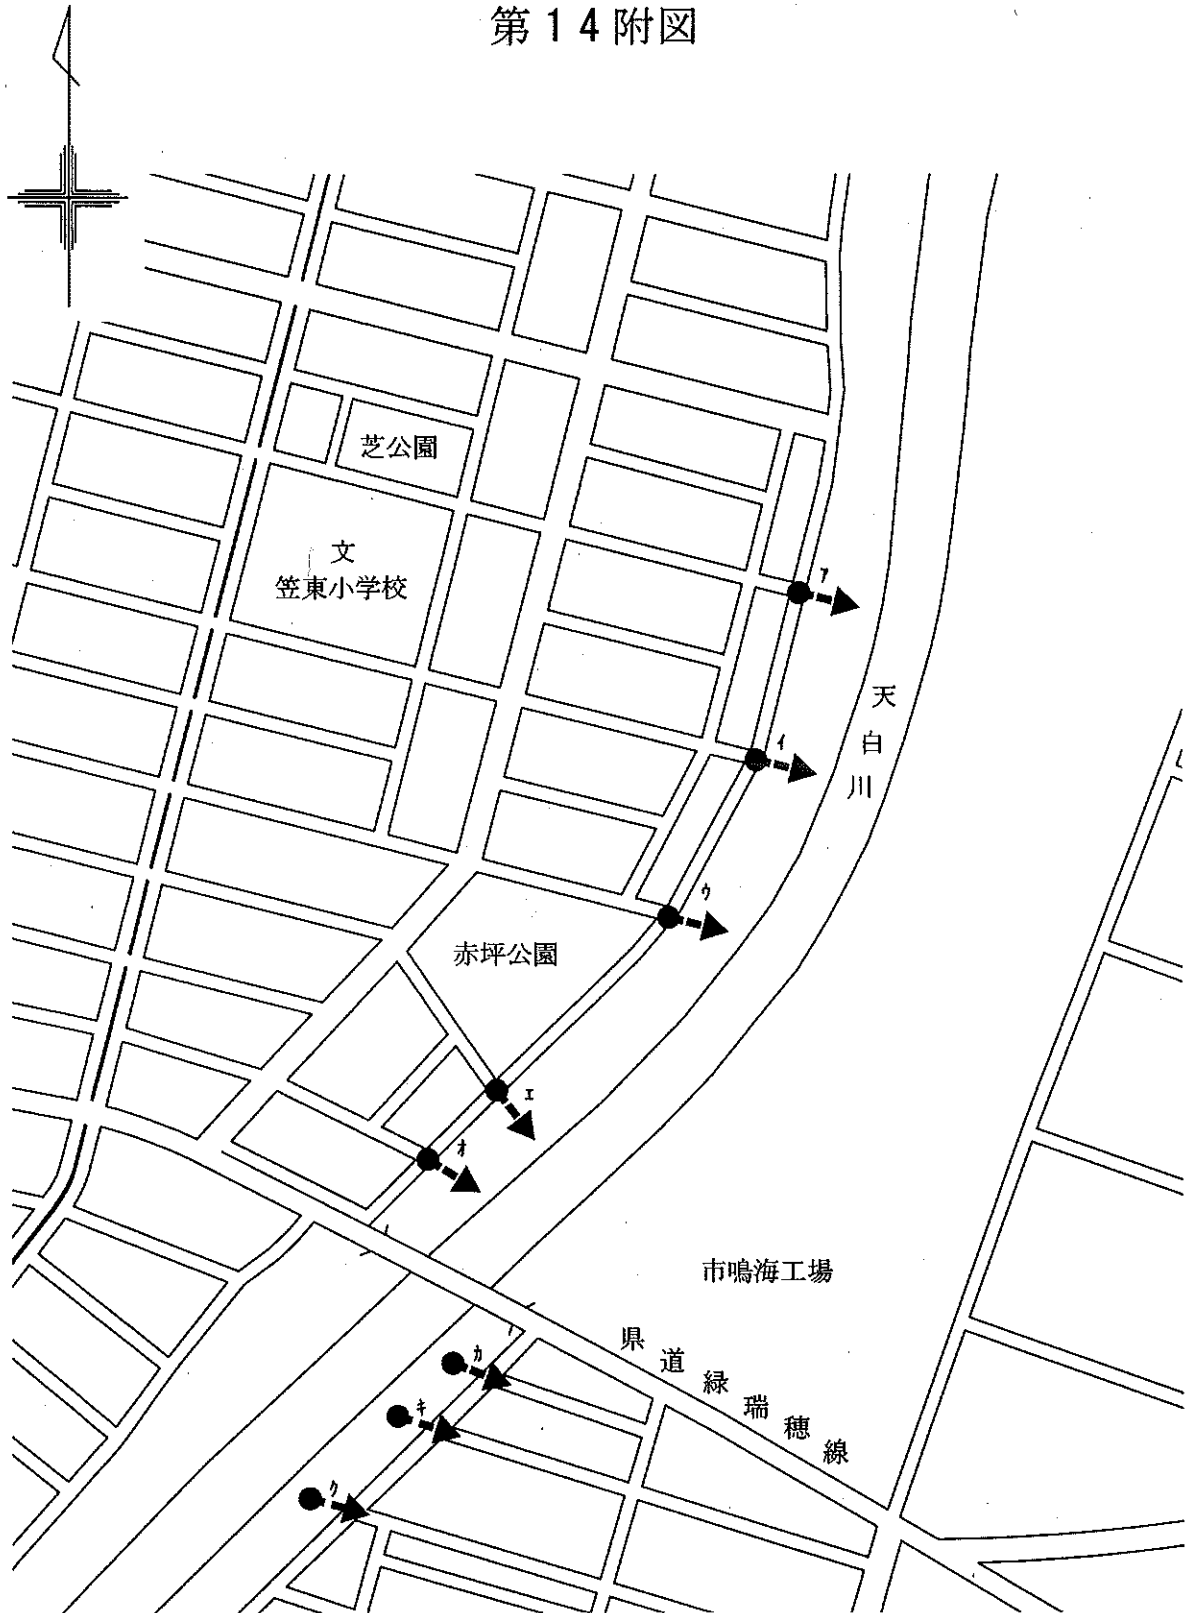 第14附図
芝公園
文
笠東小学校
ア
イ
天白川
ウ
赤坪公園
エ
オ
市鳴海工場
県道緑瑞穂線
カ
キ
ク